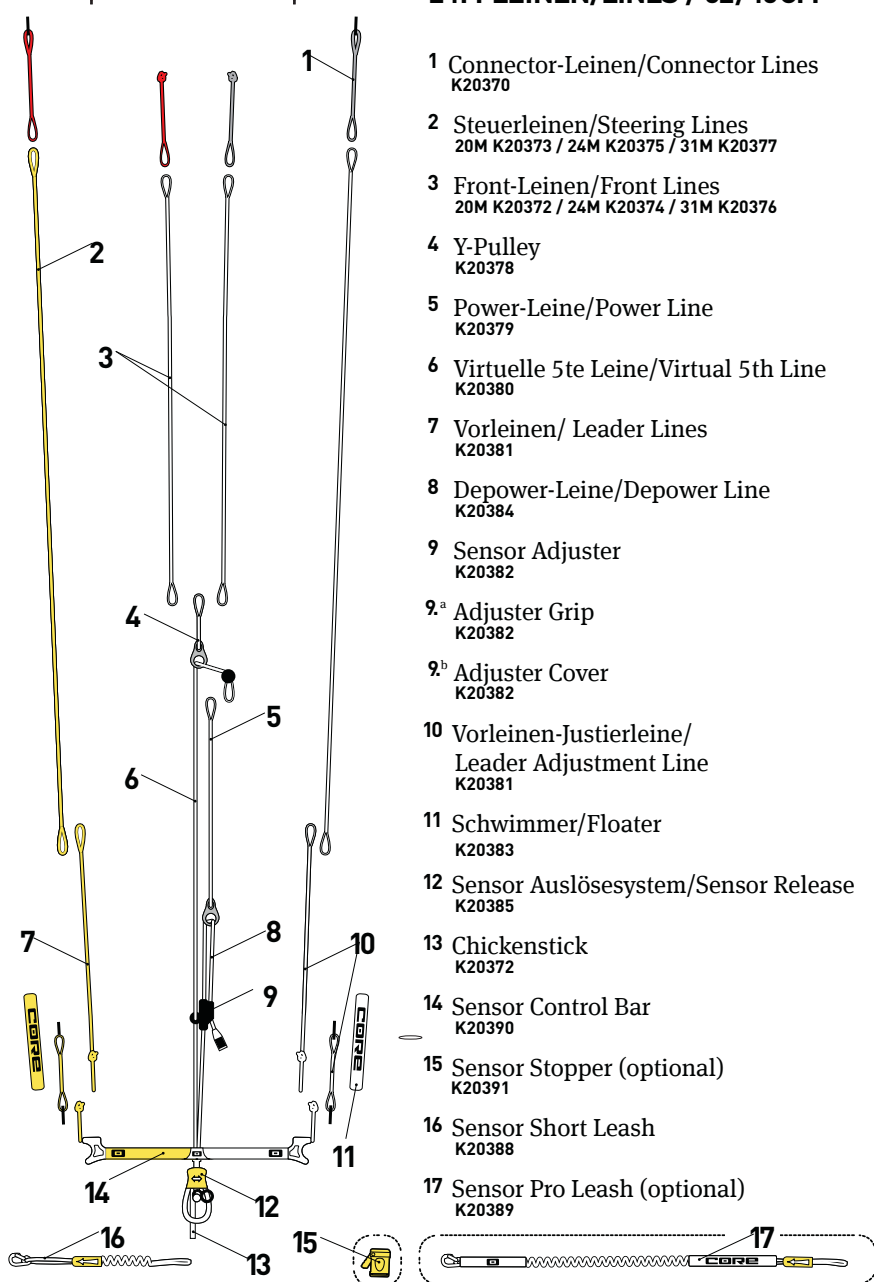 1 Connector-Leinen/Connector Lines
K20370
2 Steuerleinen/Steering Lines
20M K20373 / 24M K20375 / 31M K20377
3 Front-Leinen/Front Lines
20M K20372 / 24M K20374 / 31M K20376
4 Y-Pulley
K20378
5 Power-Leine/Power Line
K20379
6 Virtuelle 5te Leine/Virtual 5th Line
K20380
7 Vorleinen/ Leader Lines
K20381
8 Depower-Leine/Depower Line
K20384
9 Sensor Adjuster
K20382
9.a Adjuster Grip
K20382
9.b Adjuster Cover
K20382
10 Vorleinen-Justierleine/
Leader Adjustment Line
K20381
11 Schwimmer/Floater
K20383
12 Sensor Auslösesystem/Sensor Release
K20385
13 Chickenstick
K20372
14 Sensor Control Bar
K20390
15 Sensor Stopper (optional)
K20391
16 Sensor Short Leash
K20388
17 Sensor Pro Leash (optional)
K20389
1
2
3
4
5
6
7
8
10
9
CORE
CORE
11
14
12
16
13
15
17
CORE